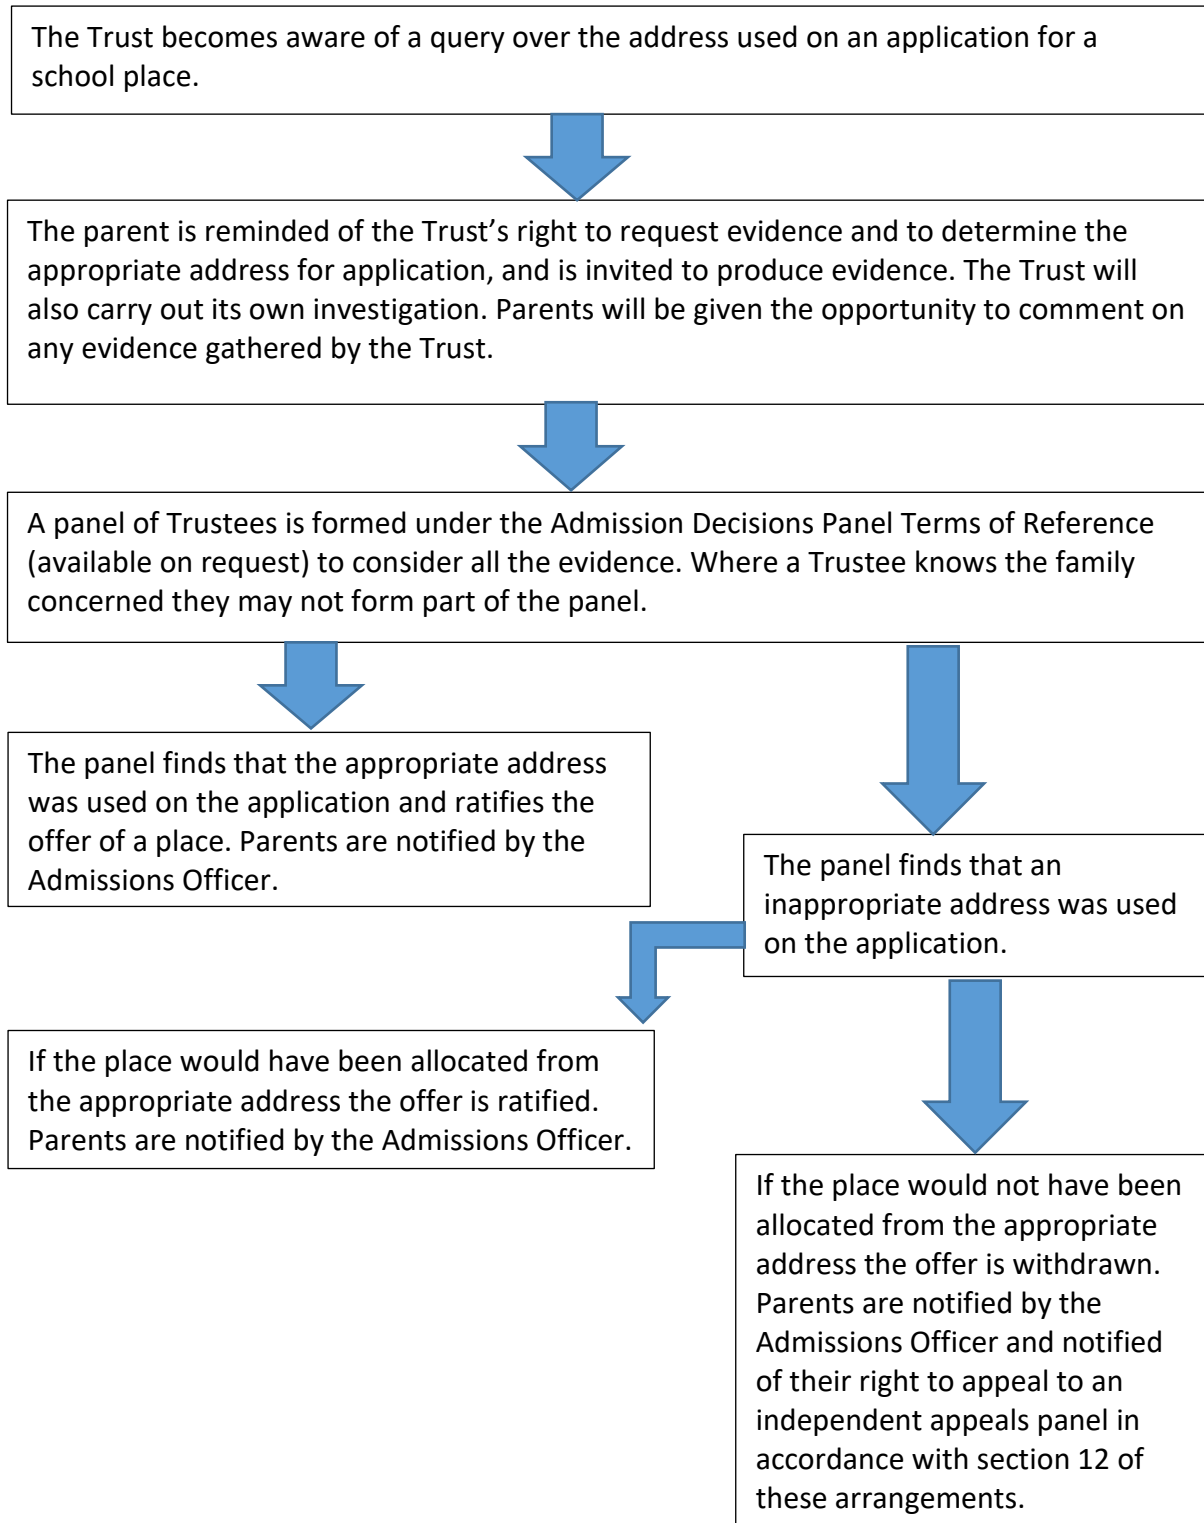 The Trust becomes aware of a query over the address used on an application for a
school place.
The parent is reminded of the Trust’s right to request evidence and to determine the
appropriate address for application, and is invited to produce evidence. The Trust will
also carry out its own investigation. Parents will be given the opportunity to comment on
any evidence gathered by the Trust.
A panel of Trustees is formed under the Admission Decisions Panel Terms of Reference
(available on request) to consider all the evidence. Where a Trustee knows the family
concerned they may not form part of the panel.
The panel finds that the appropriate address
was used on the application and ratifies the
offer of a place. Parents are notified by the
Admissions Officer.
The panel finds that an
inappropriate address was used
on the application.
If the place would have been allocated from
the appropriate address the offer is ratified.
Parents are notified by the Admissions Officer.
If the place would not have been
allocated from the appropriate
address the offer is withdrawn.
Parents are notified by the
Admissions Officer and notified
of their right to appeal to an
independent appeals panel in
accordance with section 12 of
these arrangements.